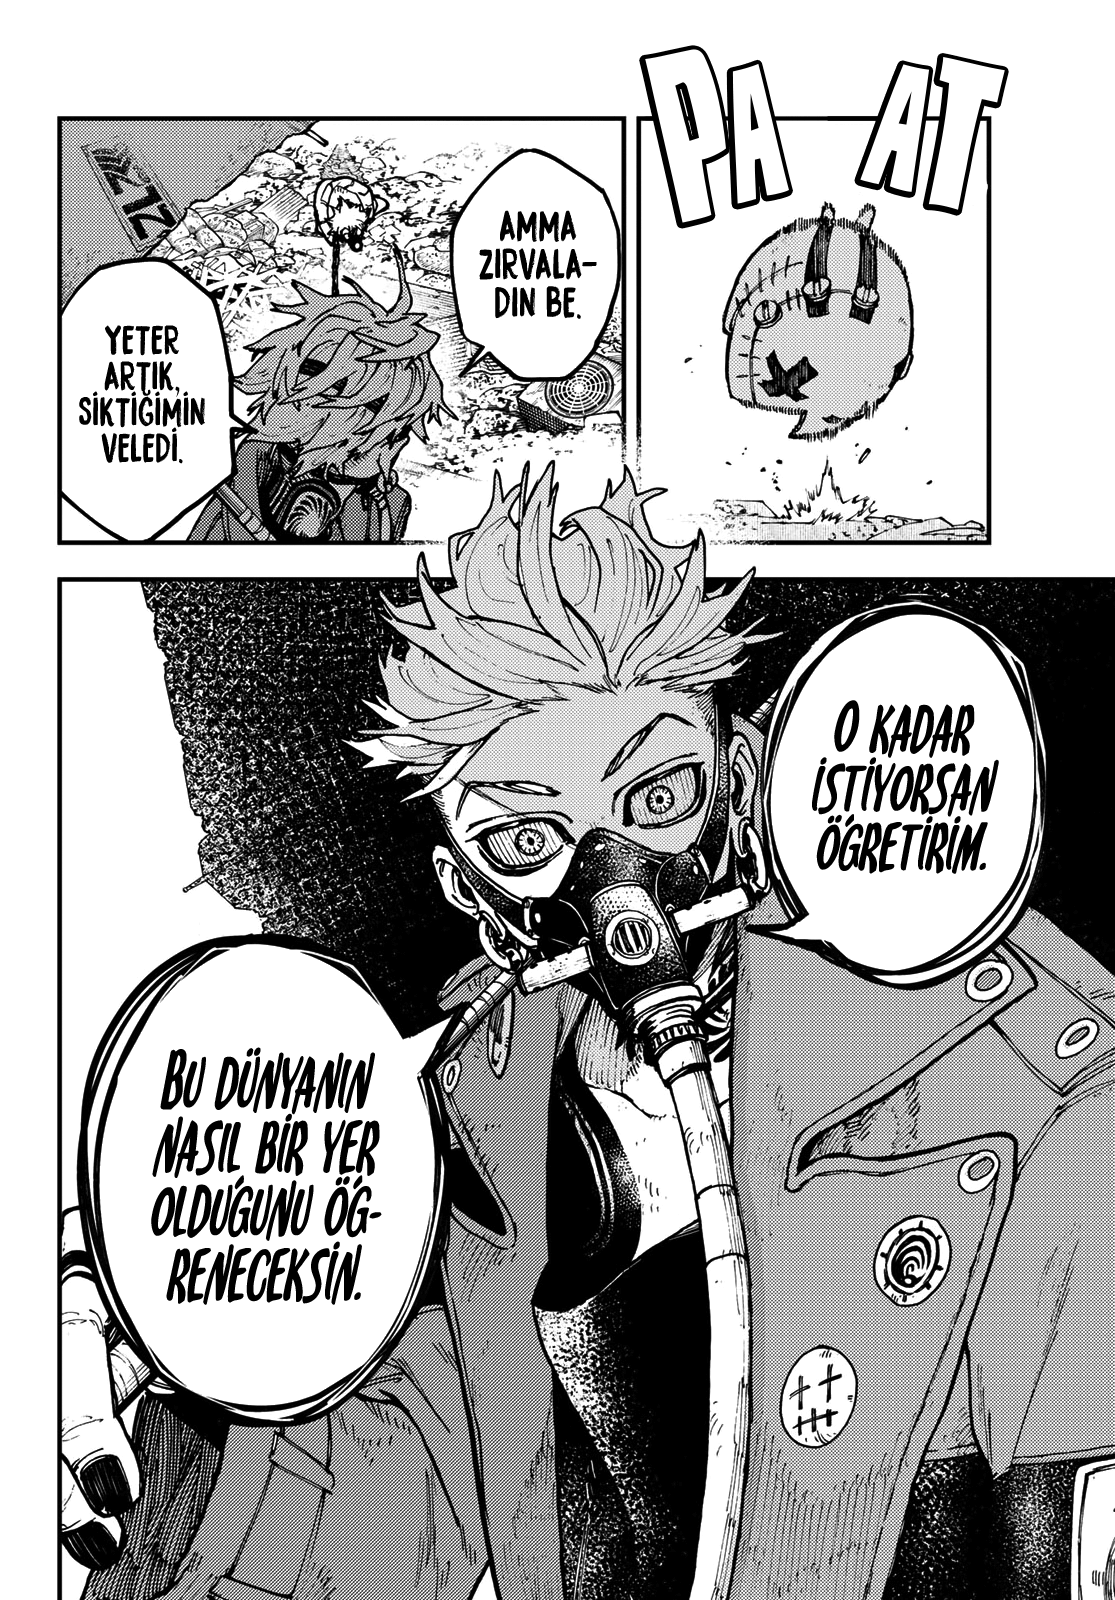 PA AT
AMMA
ZIRVALA-
DIN BE.
YETER
ARTIK,
SİKTİĞİMİN
VELEDİ.
O KADAR
İSTİYORSAN
ÖĞRETİRİM.
BU DÜNYANIN
NASIL BİR YER
OLDUĞUNU ÖĞ-
RENECEKSİN.